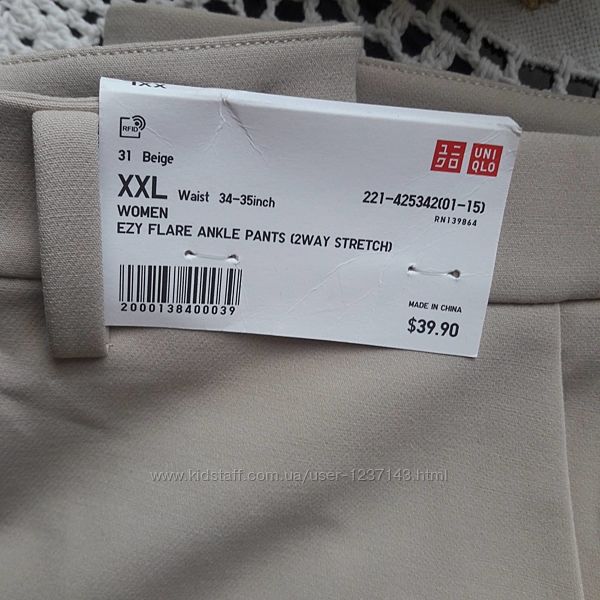 RFID
31 Beige
ユニ
クロ
UNI
QLO
XXL Waist 34-35inch
221-425342(01-15)
WOMEN
RN139864
EZY FLARE ANKLE PANTS (2WAY STRETCH)
2000138400039
MADE IN CHINA
$39.90
www.kidstaff.com.ua/user-1237143.html